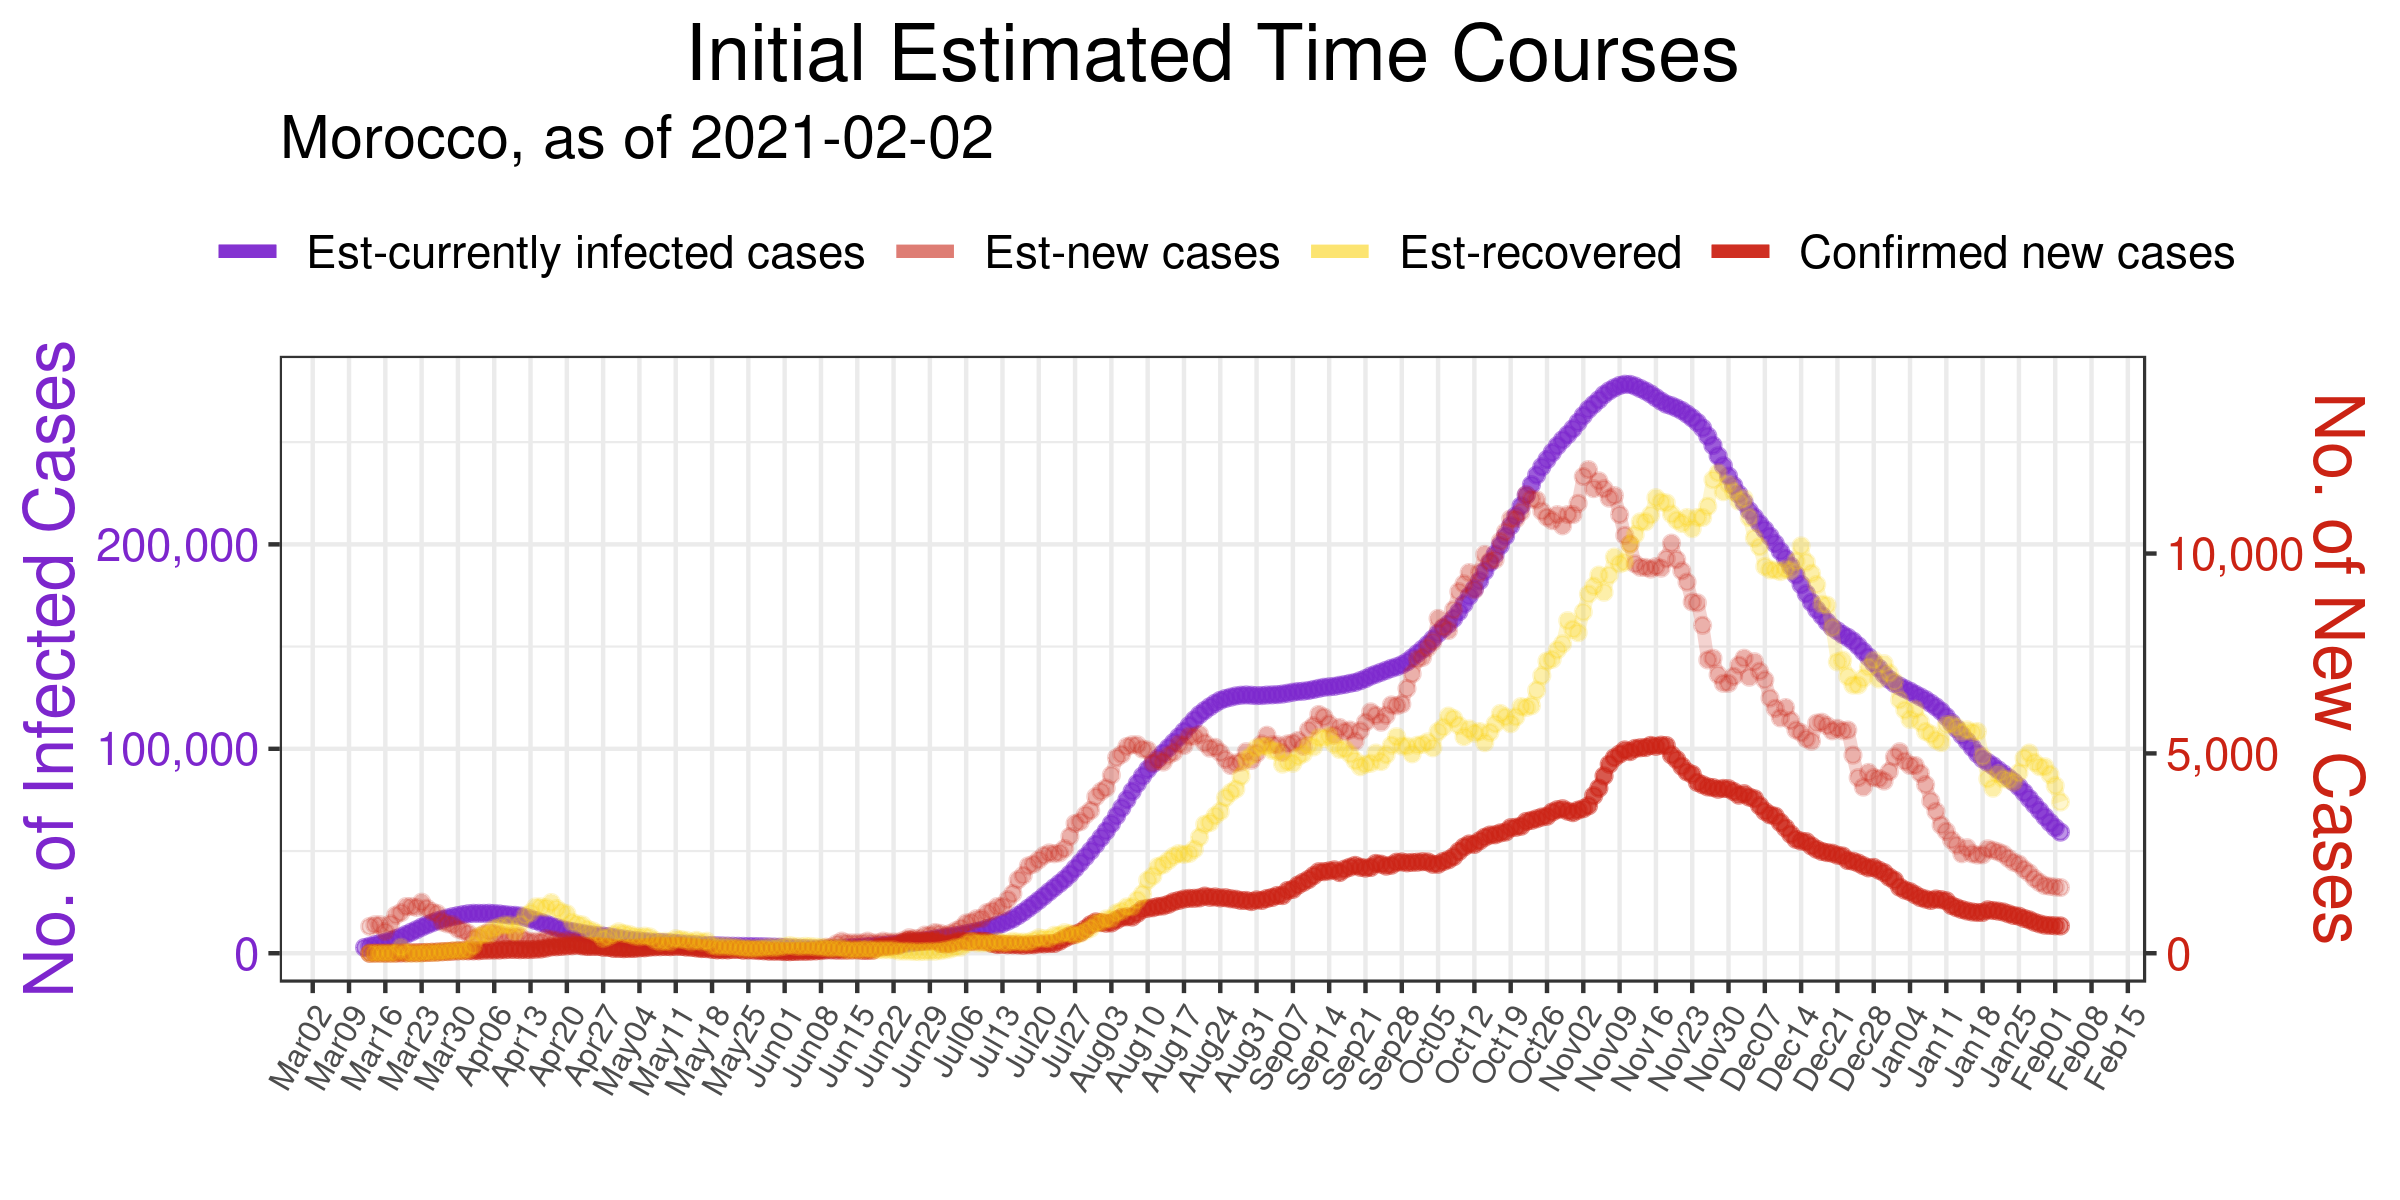 Initial Estimated Time Courses
Morocco, as of 2021-02-02
Est-currently infected cases Est-new cases Est-recovered Confirmed new cases
No. of Infected Cases
200,000
100,000
0
10,000
5,000
0
No. of New Cases
Mar02 Mar09 Mar16 Mar23 Mar30 Apr06 Apr13 Apr20 Apr27 May04 May11 May18 May25 Jun01 Jun08 Jun15 Jun22 Jun29 Jul06 Jul13 Jul20 Jul27 Aug03 Aug10 Aug17 Aug24 Aug31 Sep07 Sep14 Sep21 Sep28 Oct05 Oct12 Oct19 Oct26 Nov02 Nov09 Nov16 Nov23 Nov30 Dec07 Dec14 Dec21 Dec28 Jan04 Jan11 Jan18 Jan25 Feb01 Feb08 Feb15